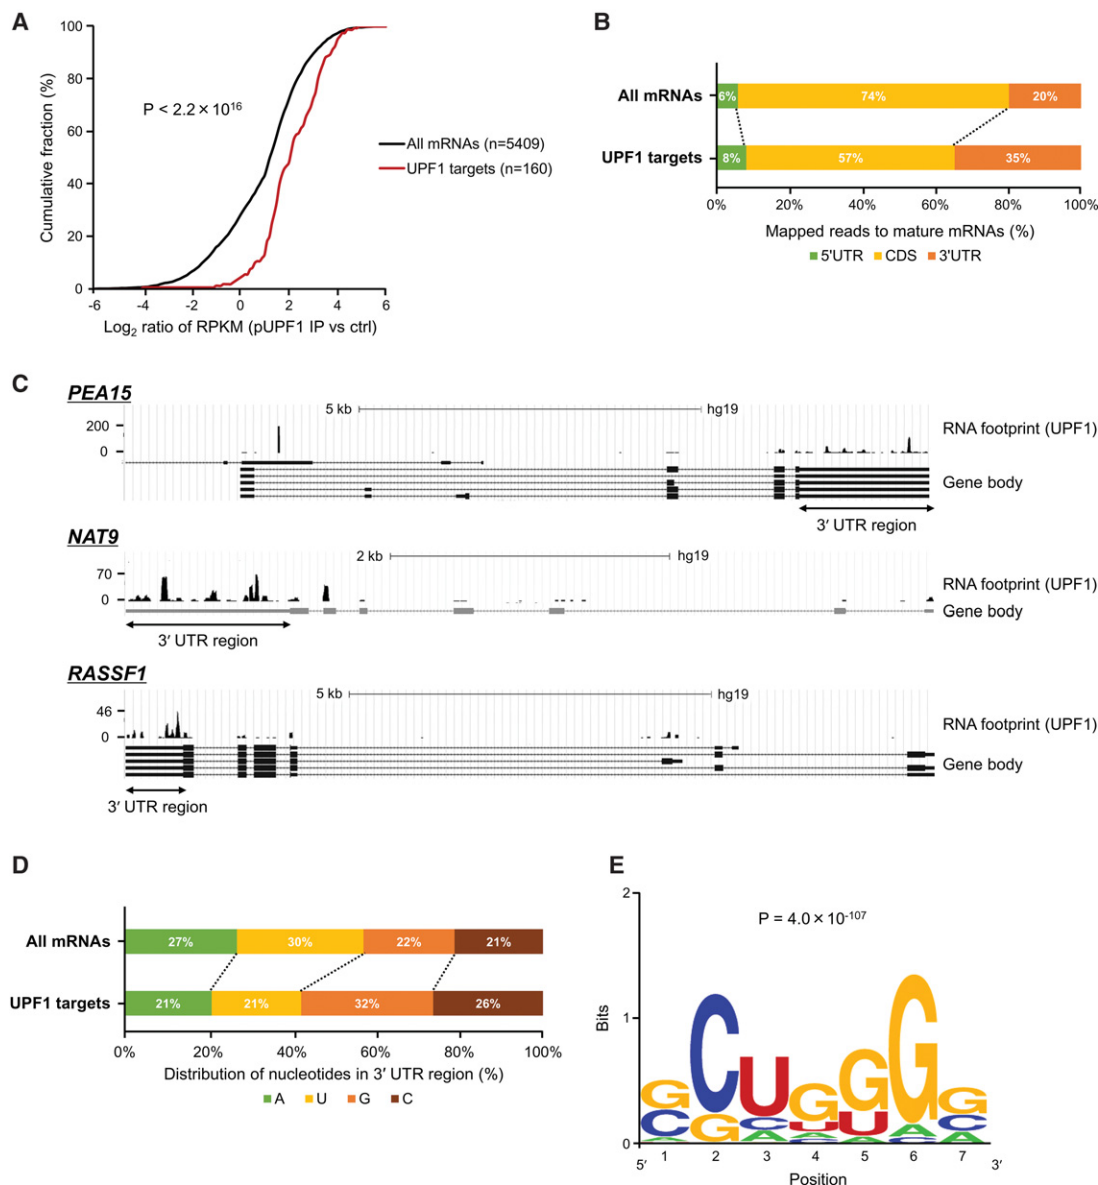 A
100
80
60
40
20
0
Cumulative fraction (%)
P < 2.2 × 10^16
All mRNAs (n=5409)
UPF1 targets (n=160)
-6 -4 -2 0 2 4 6
Log2 ratio of RPKM (pUPF1 IP vs ctrl)
B
All mRNAs 6% 74% 20%
UPF1 targets 8% 57% 35%
0% 20% 40% 60% 80% 100%
Mapped reads to mature mRNAs (%)
5'UTR CDS 3'UTR
C
PEA15
5 kb hg19
200
0
RNA footprint (UPF1)
Gene body
3′ UTR region
NAT9
2 kb hg19
70
0
RNA footprint (UPF1)
Gene body
3′ UTR region
RASSF1
5 kb hg19
46
0
RNA footprint (UPF1)
Gene body
3′ UTR region
D
All mRNAs 27% 30% 22% 21%
UPF1 targets 21% 21% 32% 26%
0% 20% 40% 60% 80% 100%
Distribution of nucleotides in 3′ UTR region (%)
A U G C
E
2
1
0
Bits
P = 4.0 × 10^-107
G C U G G G G
C G C U U A C
A A A A C A
5′ 1 2 3 4 5 6 7 3′
Position